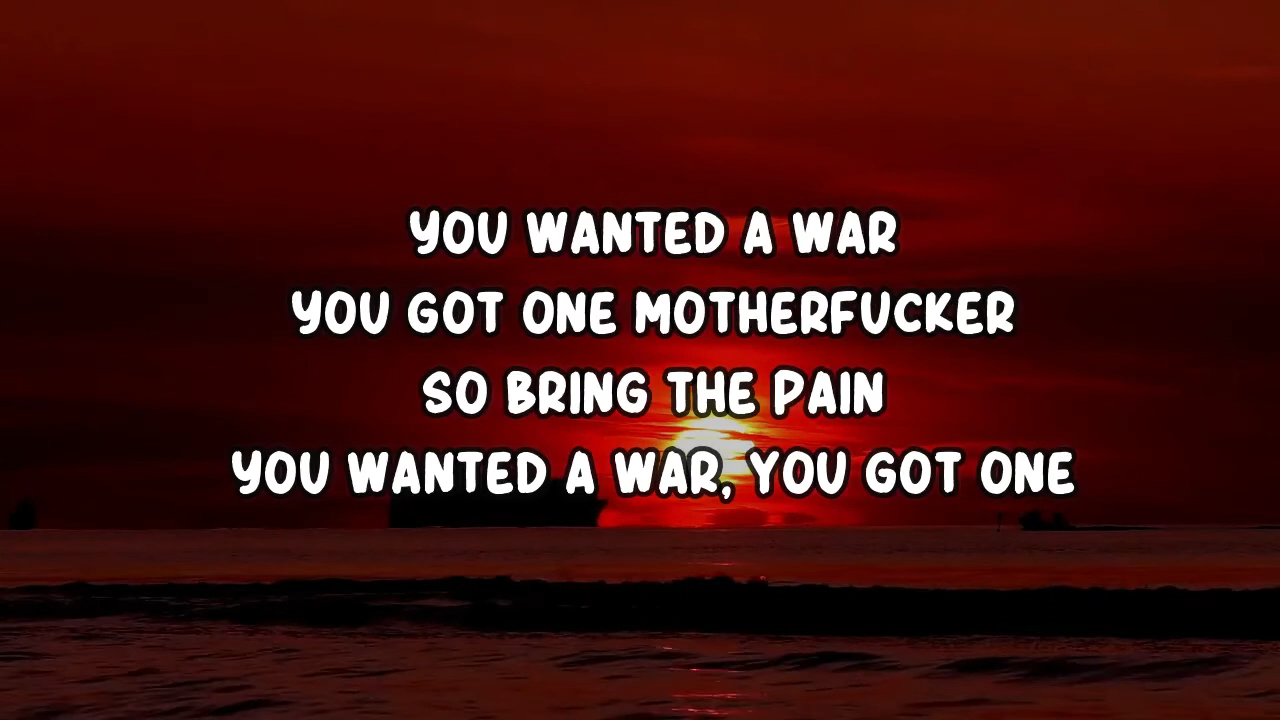 YOU WANTED A WAR
YOU GOT ONE MOTHERFUCKER
SO BRING THE PAIN
YOU WANTED A WAR, YOU GOT ONE